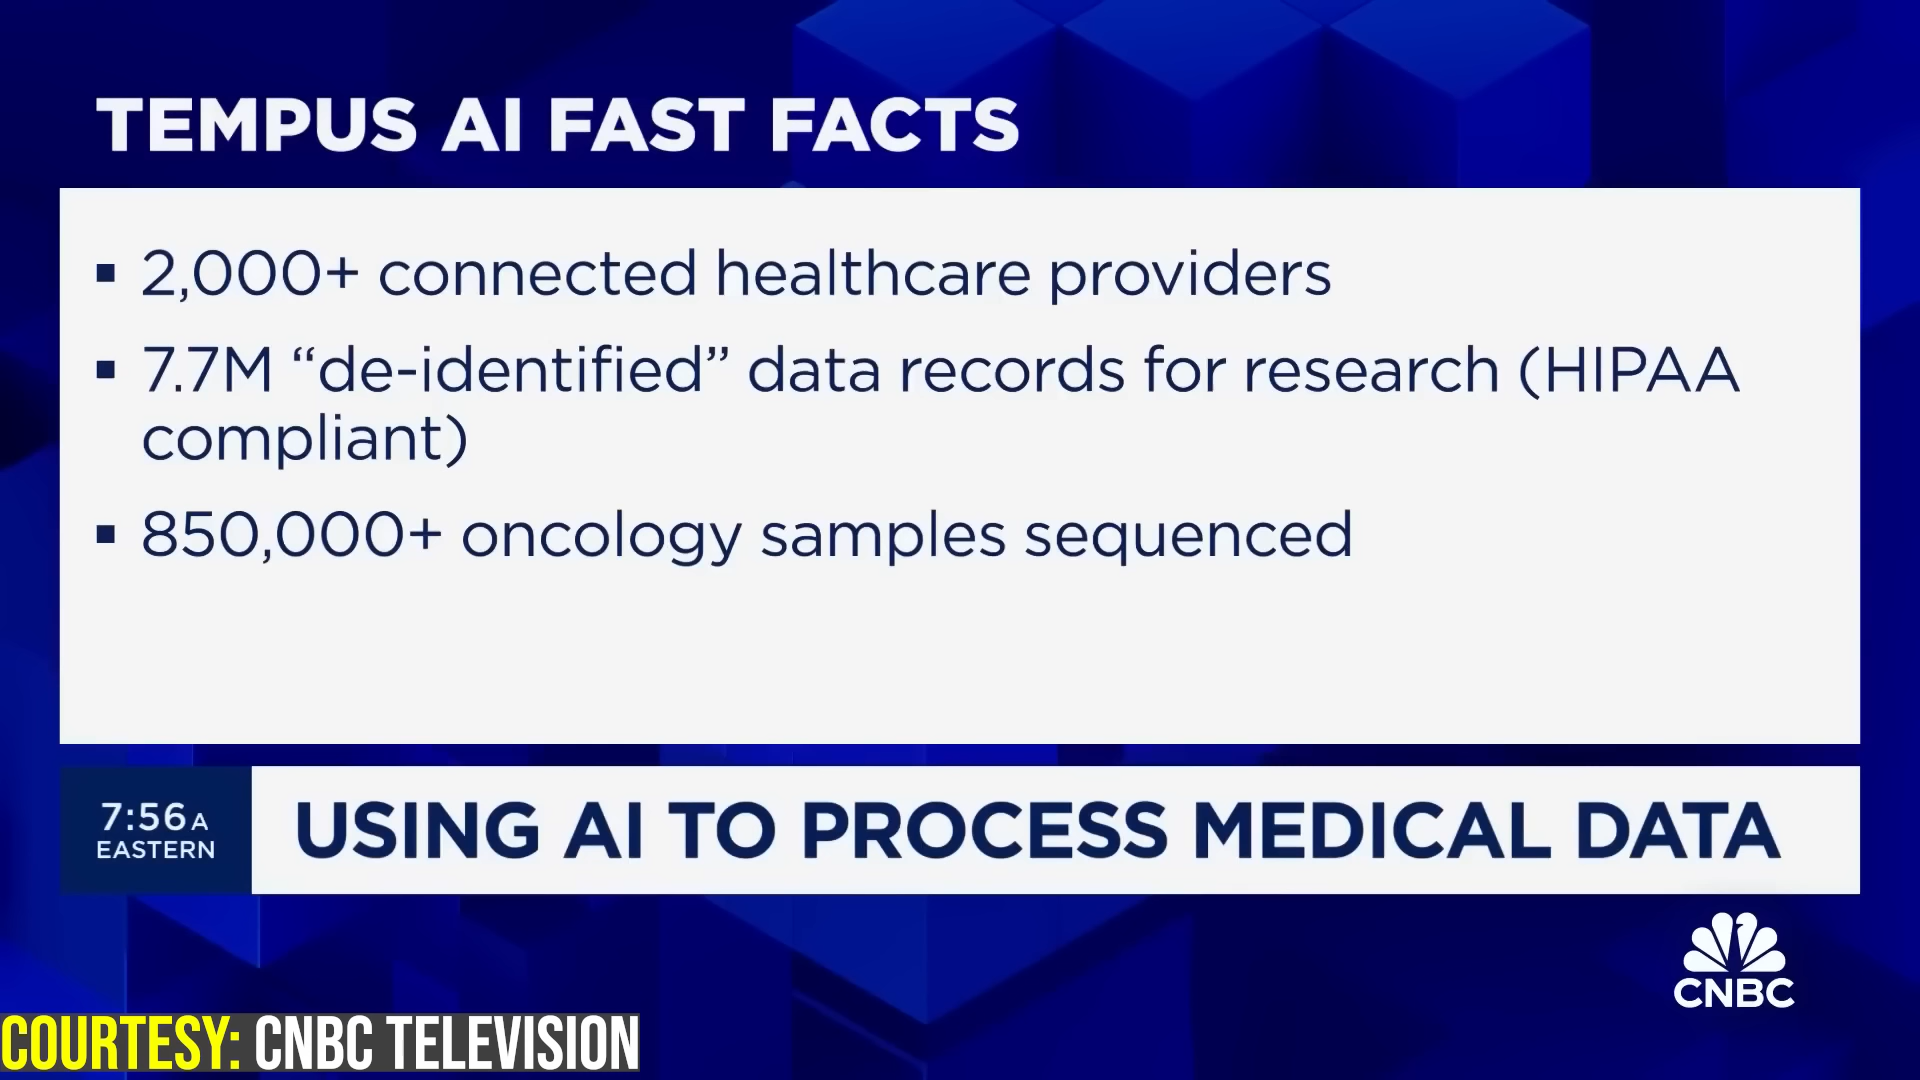 TEMPUS AI FAST FACTS
▪ 2,000+ connected healthcare providers
▪ 7.7M “de-identified” data records for research (HIPAA
compliant)
▪ 850,000+ oncology samples sequenced
7:56A
EASTERN
USING AI TO PROCESS MEDICAL DATA
CNBC
COURTESY: CNBC TELEVISION